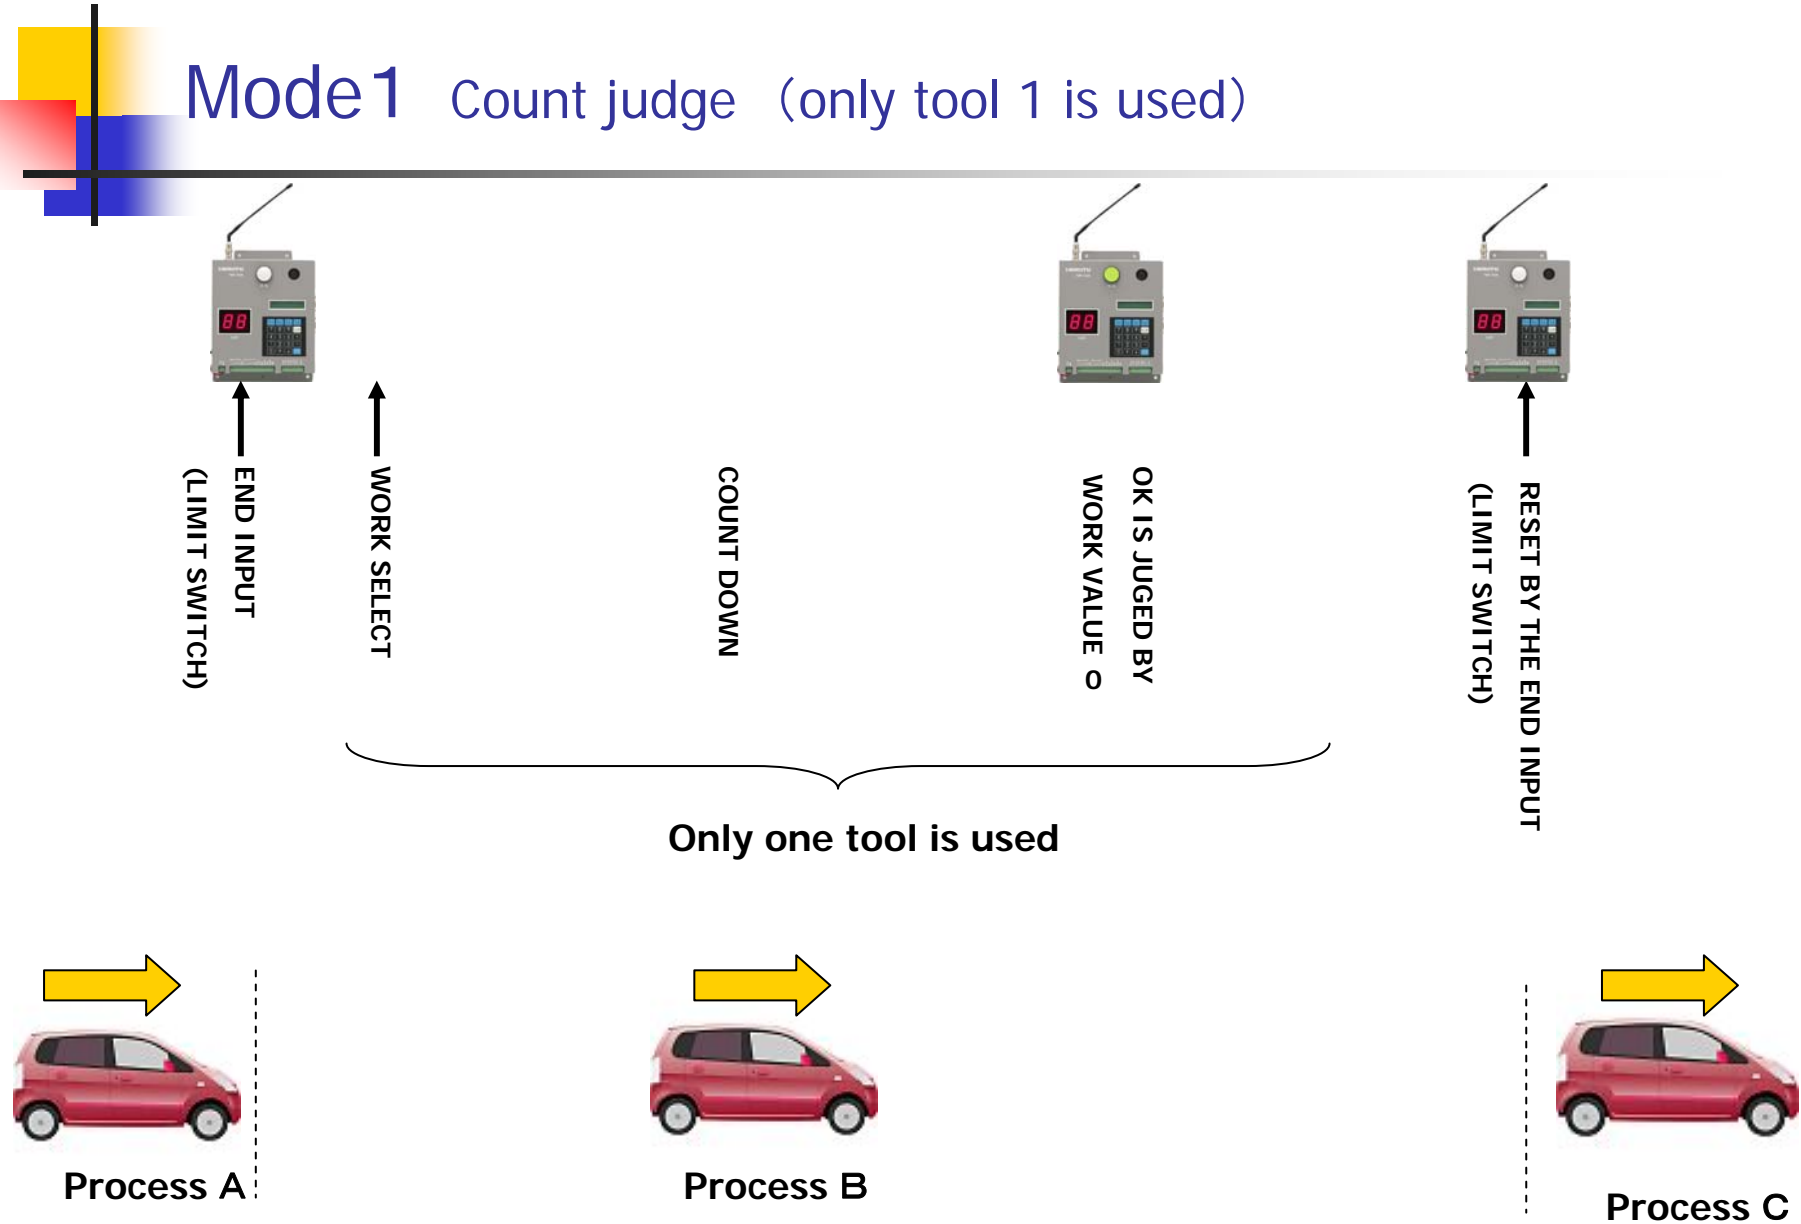 Mode1 Count judge （only tool 1 is used）
END INPUT
(LIMIT SWITCH)
WORK SELECT
COUNT DOWN
OK IS JUGED BY
WORK VALUE 0
RESET BY THE END INPUT
(LIMIT SWITCH)
Only one tool is used
Process A
Process B
Process C